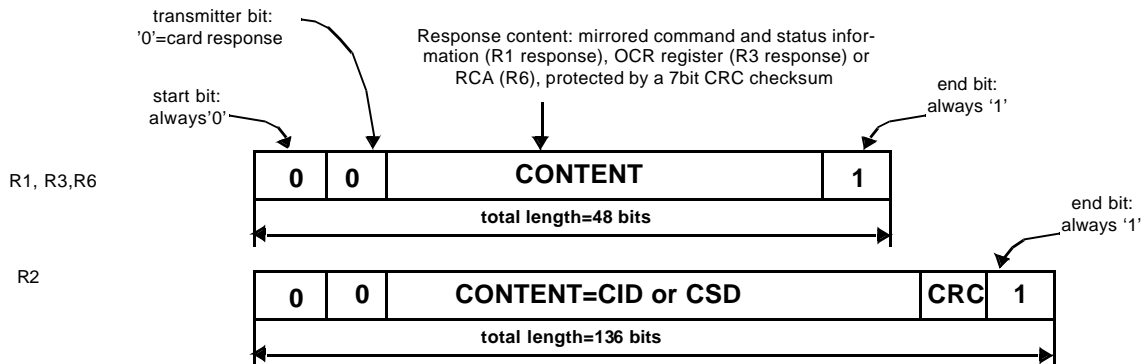 transmitter bit:
'0'=card response
Response content: mirrored command and status infor-
mation (R1 response), OCR register (R3 response) or
RCA (R6), protected by a 7bit CRC checksum
start bit:
always'0'
end bit:
always ‘1’
R1, R3,R6
0 0 CONTENT 1
total length=48 bits
end bit:
always ‘1’
R2
0 0 CONTENT=CID or CSD CRC 1
total length=136 bits